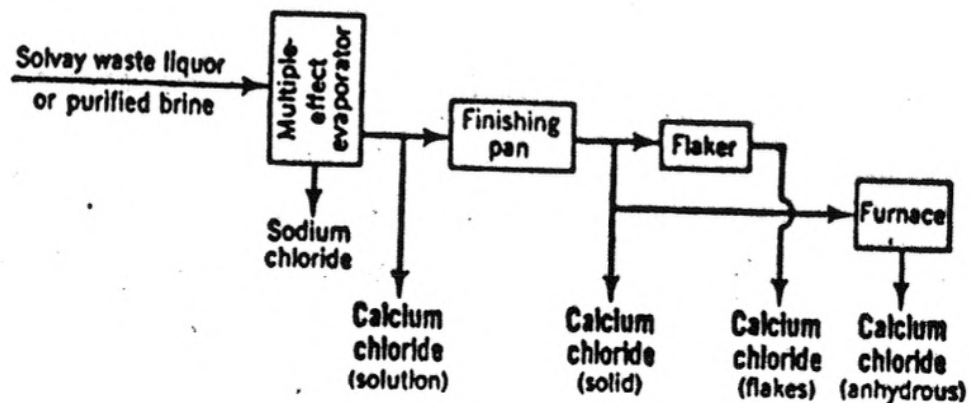 Solvay waste liquor
or purified brine
Multiple-
effect
evaporator
Finishing
pan
Flaker
Furnace
Sodium
chloride
Calcium
chloride
(solution)
Calcium
chloride
(solid)
Calcium
chloride
(flakes)
Calcium
chloride
(anhydrous)